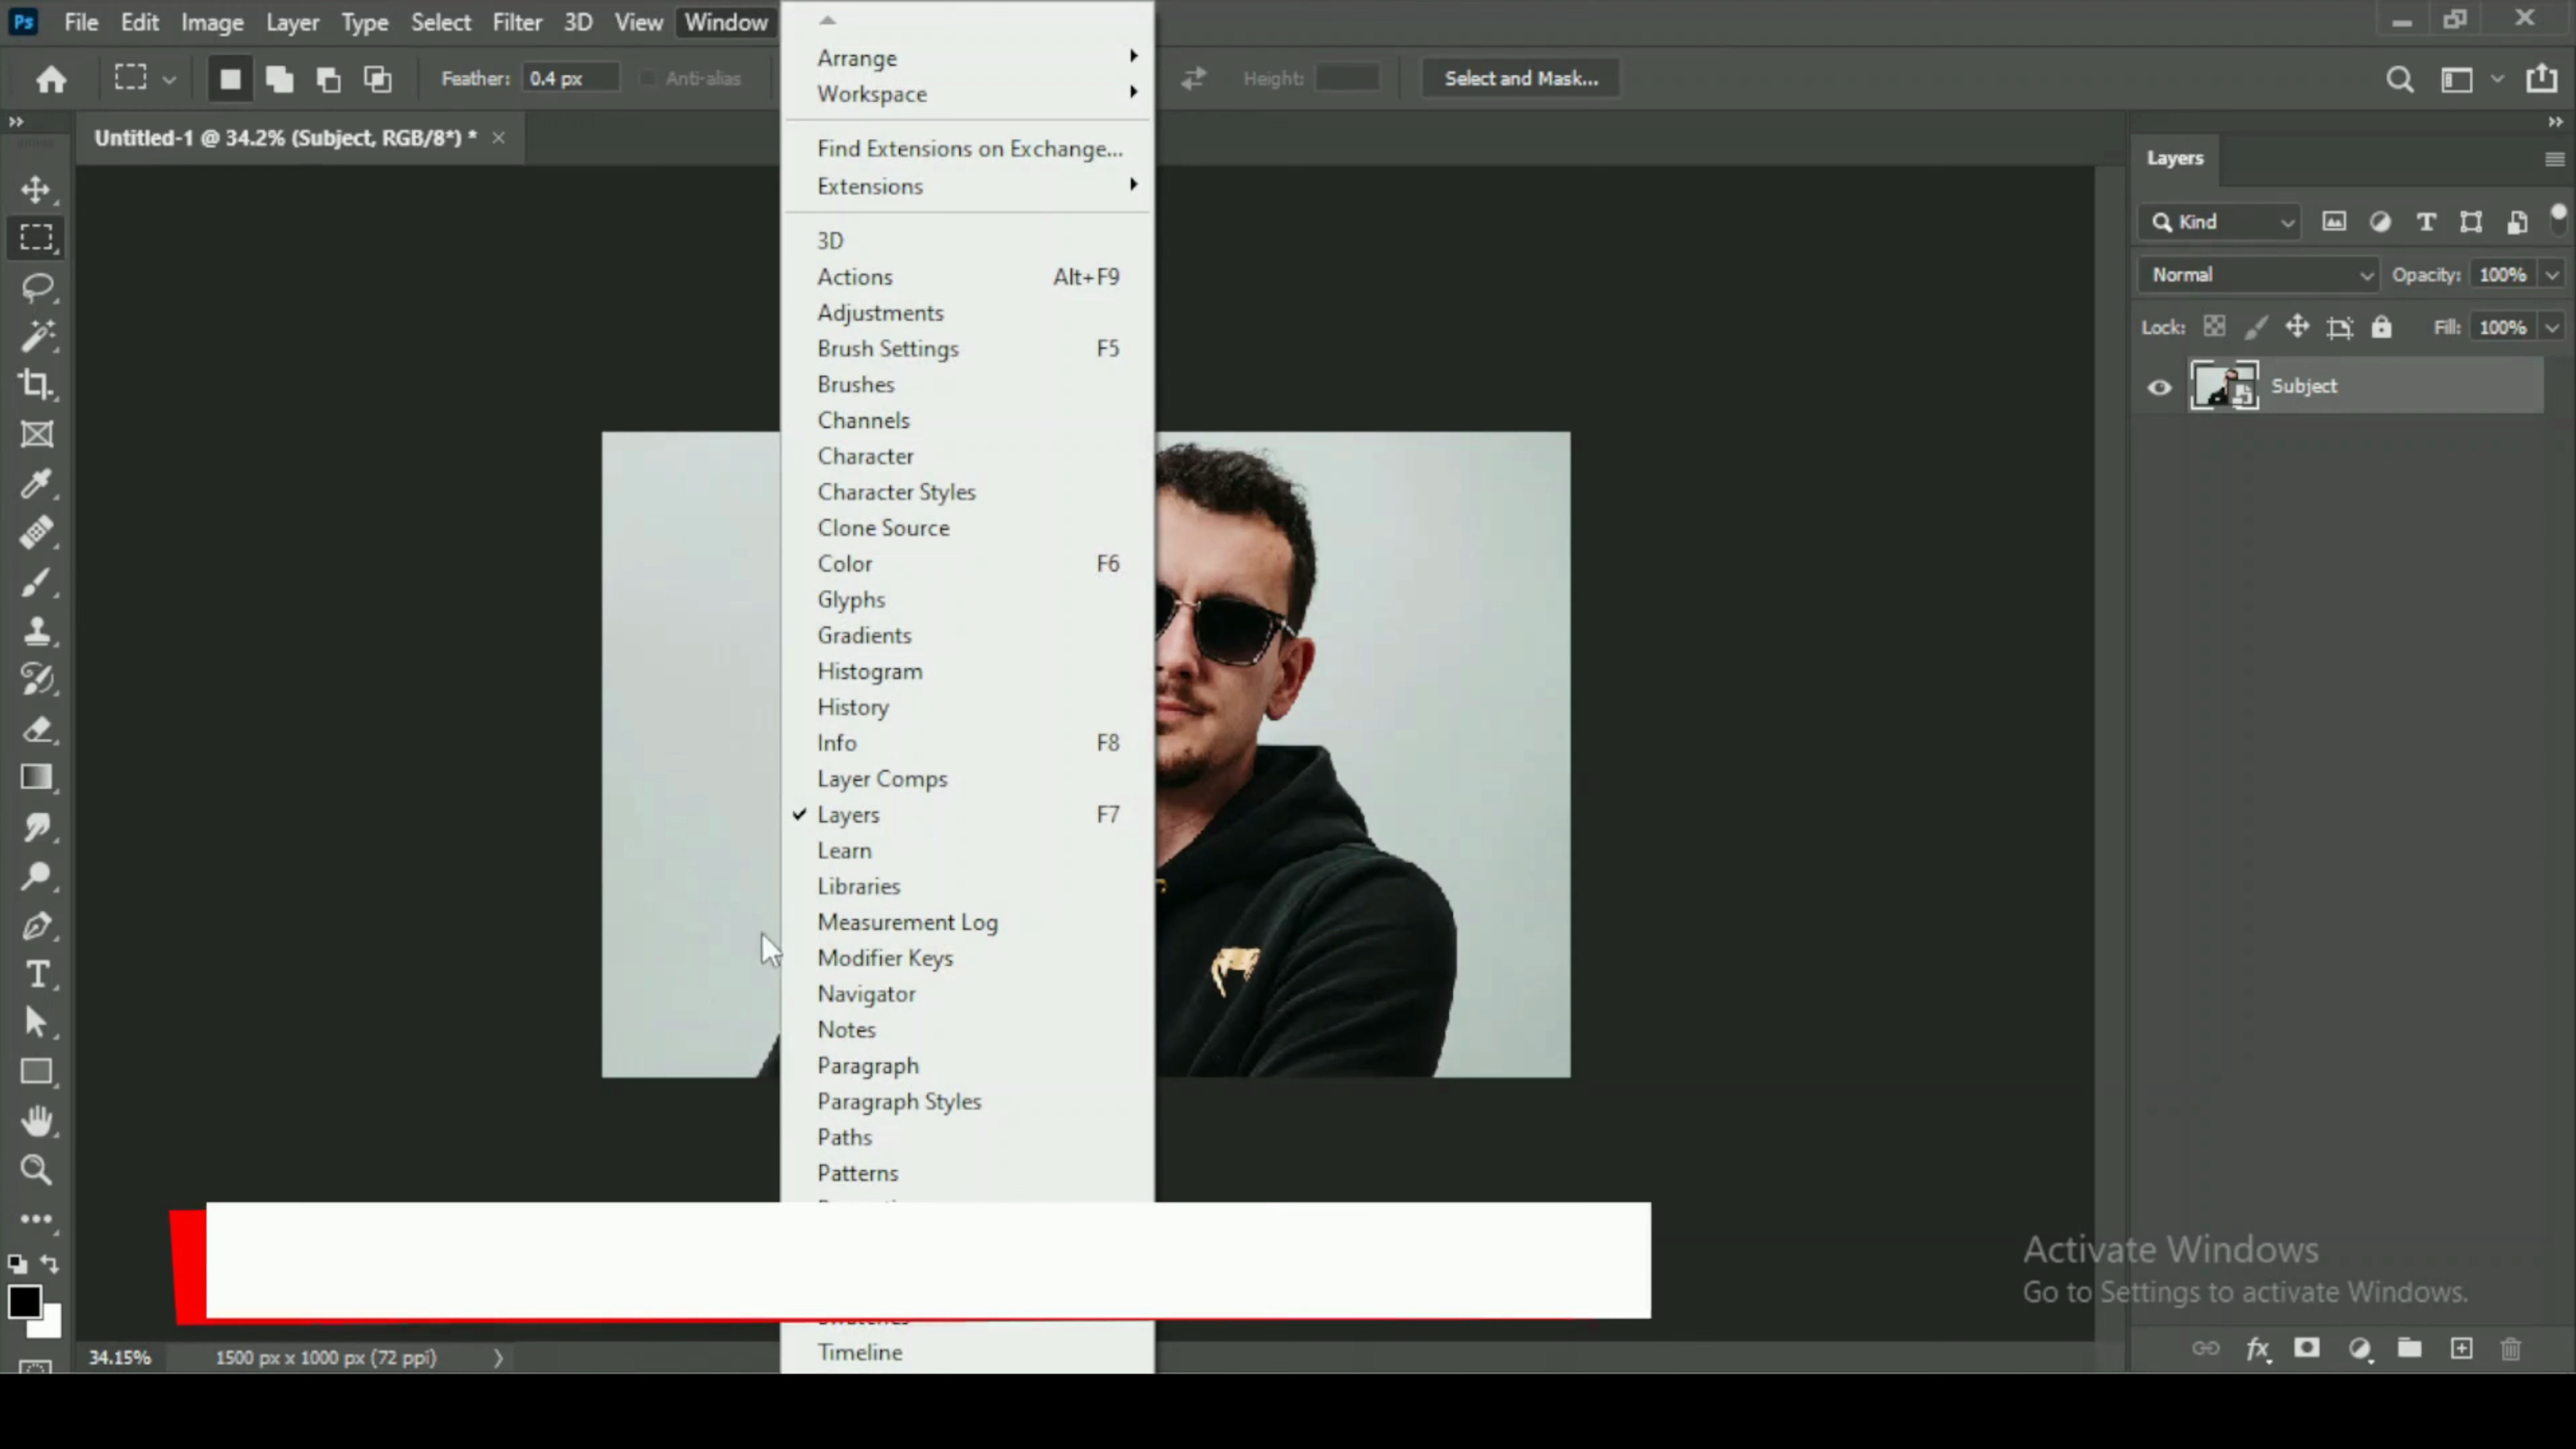 Ps File Edit Image Layer Type Select Filter 3D View Window
Feather: 0.4 px Anti-alias Height: Select and Mask...
Untitled-1 @ 34.2% (Subject, RGB/8*) *
Arrange
Workspace
Find Extensions on Exchange...
Extensions
3D
Actions Alt+F9
Adjustments
Brush Settings F5
Brushes
Channels
Character
Character Styles
Clone Source
Color F6
Glyphs
Gradients
Histogram
History
Info F8
Layer Comps
Layers F7
Learn
Libraries
Measurement Log
Modifier Keys
Navigator
Notes
Paragraph
Paragraph Styles
Paths
Patterns
Timeline
Layers
Kind
Normal Opacity: 100%
Lock: Fill: 100%
Subject
Activate Windows
Go to Settings to activate Windows.
34.15% 1500 px x 1000 px (72 ppi)
fx